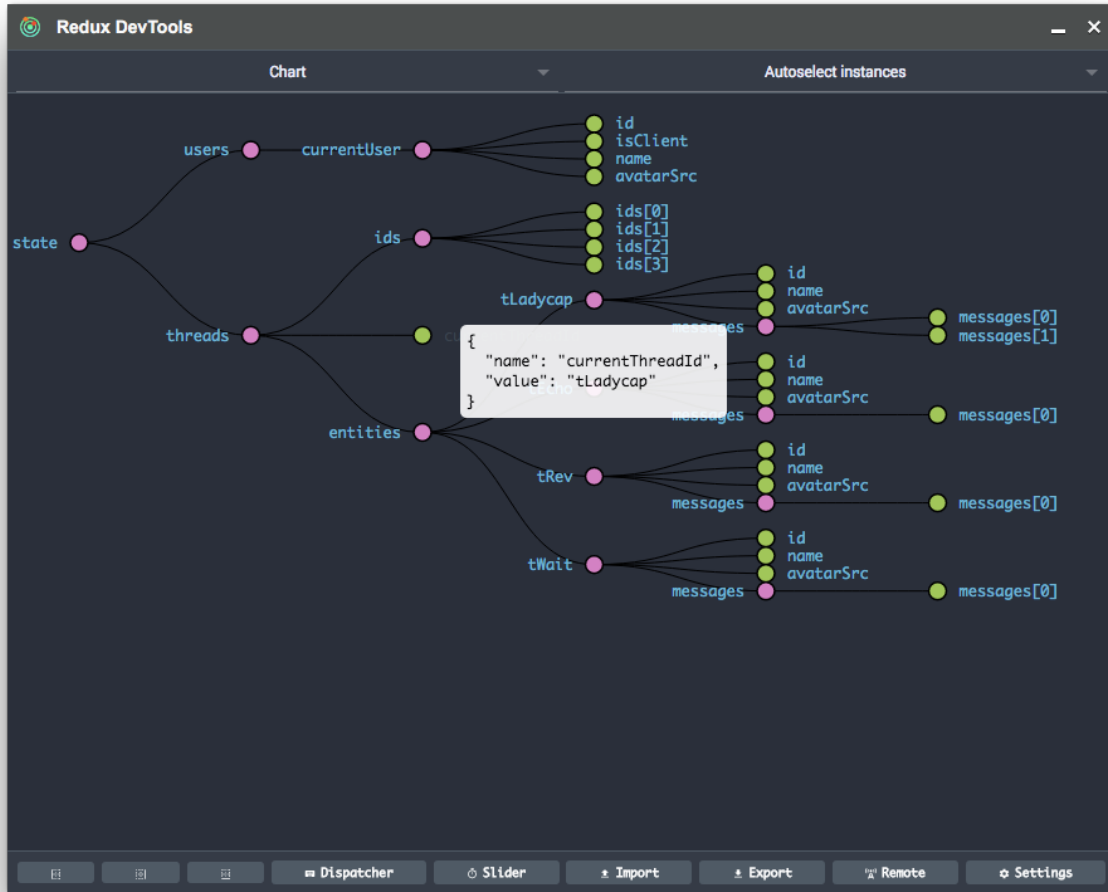 Redux DevTools
Chart
Autoselect instances
id
isClient
name
avatarSrc
users
currentUser
ids[0]
ids[1]
ids[2]
ids[3]
ids
state
tLadycap
id
name
avatarSrc
messages
messages[0]
messages[1]
threads
{
"name": "currentThreadId",
"value": "tLadycap"
}
id
name
avatarSrc
messages
messages[0]
entities
tRev
id
name
avatarSrc
messages
messages[0]
tWait
id
name
avatarSrc
messages
messages[0]
Dispatcher
Slider
Import
Export
Remote
Settings